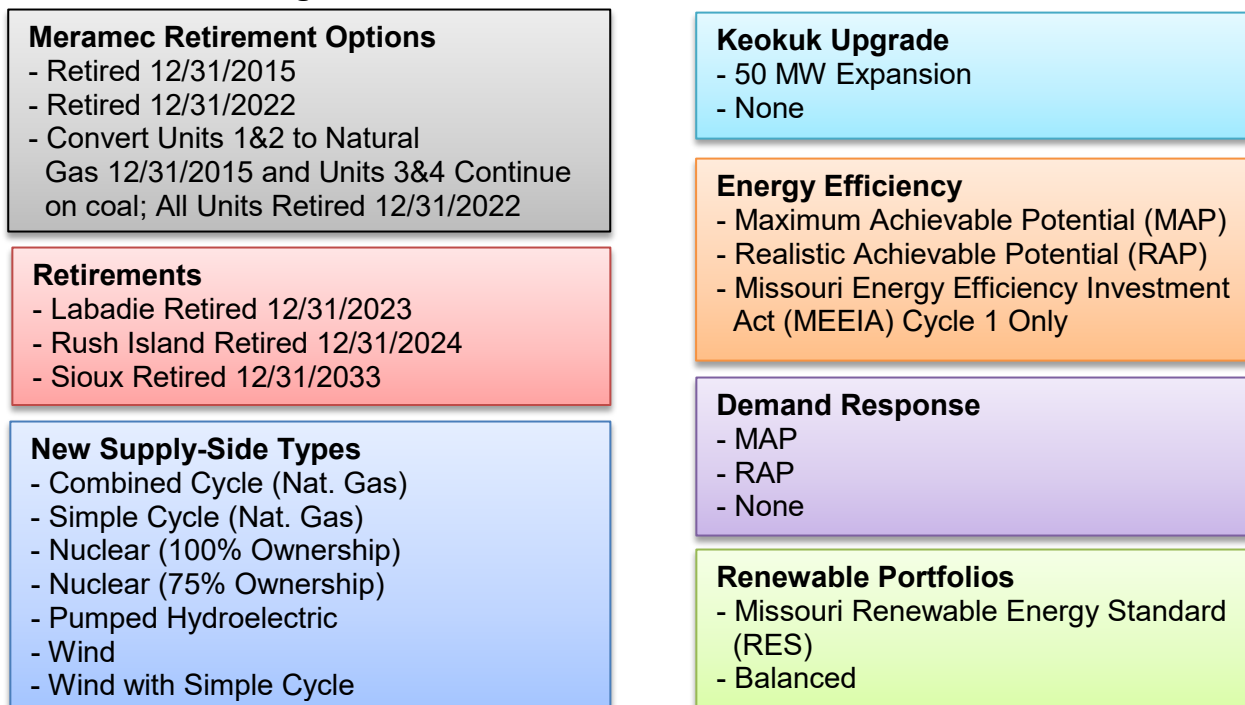 Meramec Retirement Options
- Retired 12/31/2015
- Retired 12/31/2022
- Convert Units 1&2 to Natural
Gas 12/31/2015 and Units 3&4 Continue
on coal; All Units Retired 12/31/2022
Retirements
- Labadie Retired 12/31/2023
- Rush Island Retired 12/31/2024
- Sioux Retired 12/31/2033
New Supply-Side Types
- Combined Cycle (Nat. Gas)
- Simple Cycle (Nat. Gas)
- Nuclear (100% Ownership)
- Nuclear (75% Ownership)
- Pumped Hydroelectric
- Wind
- Wind with Simple Cycle
Keokuk Upgrade
- 50 MW Expansion
- None
Energy Efficiency
- Maximum Achievable Potential (MAP)
- Realistic Achievable Potential (RAP)
- Missouri Energy Efficiency Investment
Act (MEEIA) Cycle 1 Only
Demand Response
- MAP
- RAP
- None
Renewable Portfolios
- Missouri Renewable Energy Standard
(RES)
- Balanced